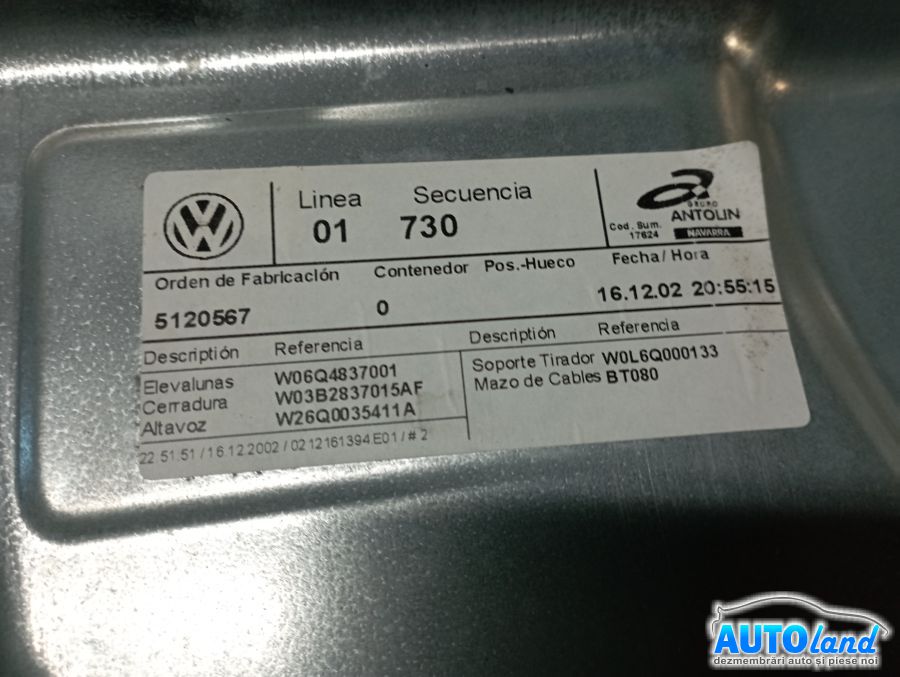 Linea Secuencia
01 730
GRUPO
ANTOLIN
Cod. Sum.
17624
NAVARRA
Orden de Fabricación Contenedor Pos.-Hueco Fecha/Hora
5120567 0 16.12.02 20:55:15
Descriptión Referencia
Elevalunas W06Q4837001
Cerradura W03B2837015AF
Altavoz W26Q0035411A
Descriptión Referencia
Soporte Tirador W0L6Q000133
Mazo de Cables BT080
22.51.51 / 16.12.2002 / 0212161394.E01 / # 2
AUTOland
dezmembrări auto și piese noi